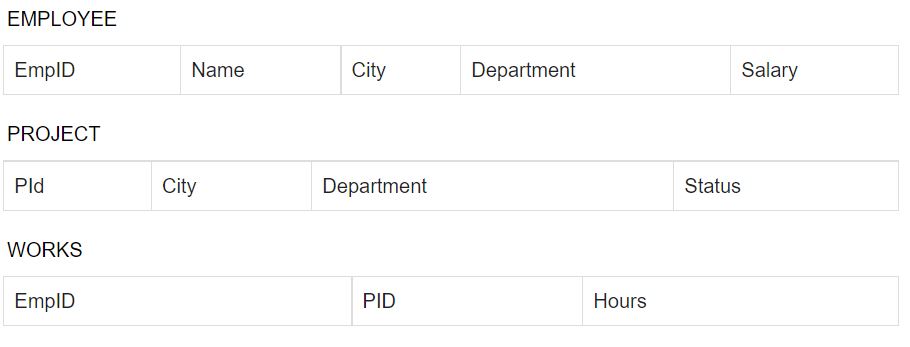 EMPLOYEE
EmpID Name City Department Salary
PROJECT
PId City Department Status
WORKS
EmpID PID Hours